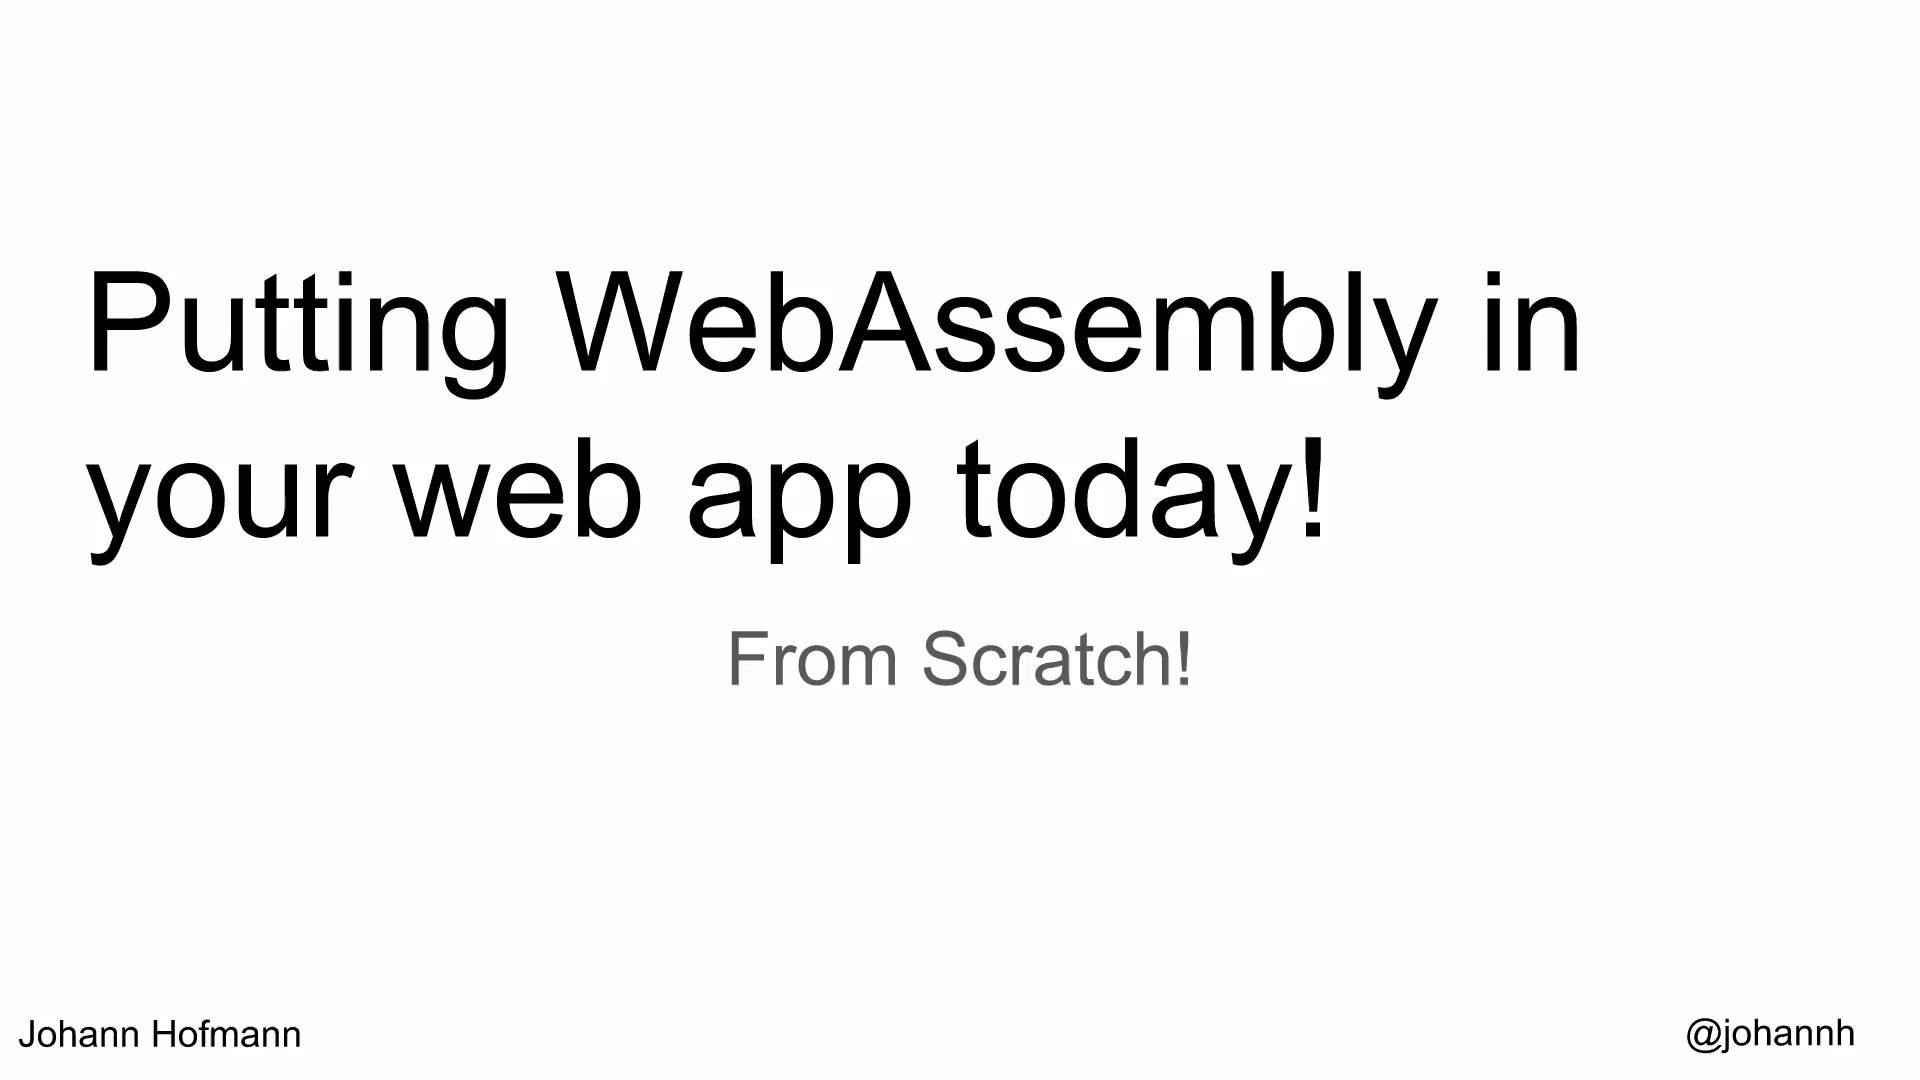 Putting WebAssembly in
your web app today!
From Scratch!
Johann Hofmann
@johannh